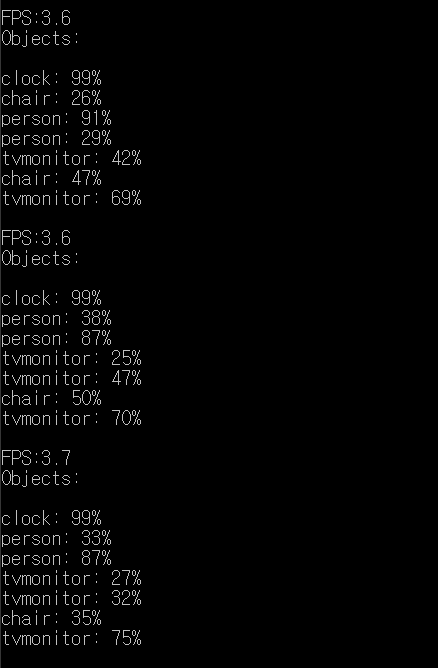 FPS:3.6
Objects:
clock: 99%
chair: 26%
person: 91%
person: 29%
tvmonitor: 42%
chair: 47%
tvmonitor: 69%
FPS:3.6
Objects:
clock: 99%
person: 38%
person: 87%
tvmonitor: 25%
tvmonitor: 47%
chair: 50%
tvmonitor: 70%
FPS:3.7
Objects:
clock: 99%
person: 33%
person: 87%
tvmonitor: 27%
tvmonitor: 32%
chair: 35%
tvmonitor: 75%